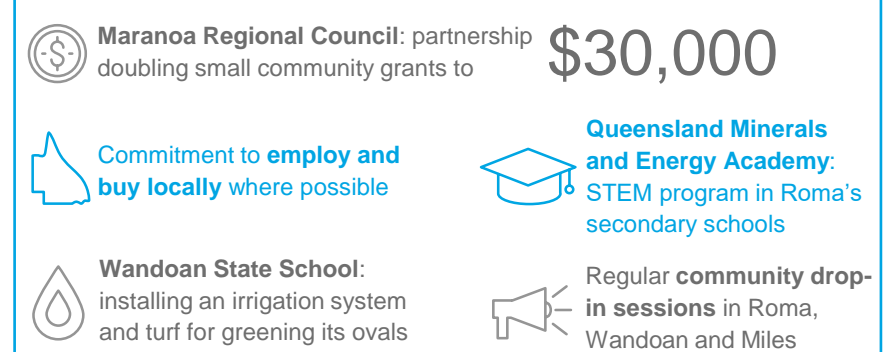 Maranoa Regional Council: partnership
doubling small community grants to
$30,000
Commitment to employ and
buy locally where possible
Queensland Minerals
and Energy Academy:
STEM program in Roma's
secondary schools
Wandoan State School:
installing an irrigation system
and turf for greening its ovals
Regular community drop-
in sessions in Roma,
Wandoan and Miles